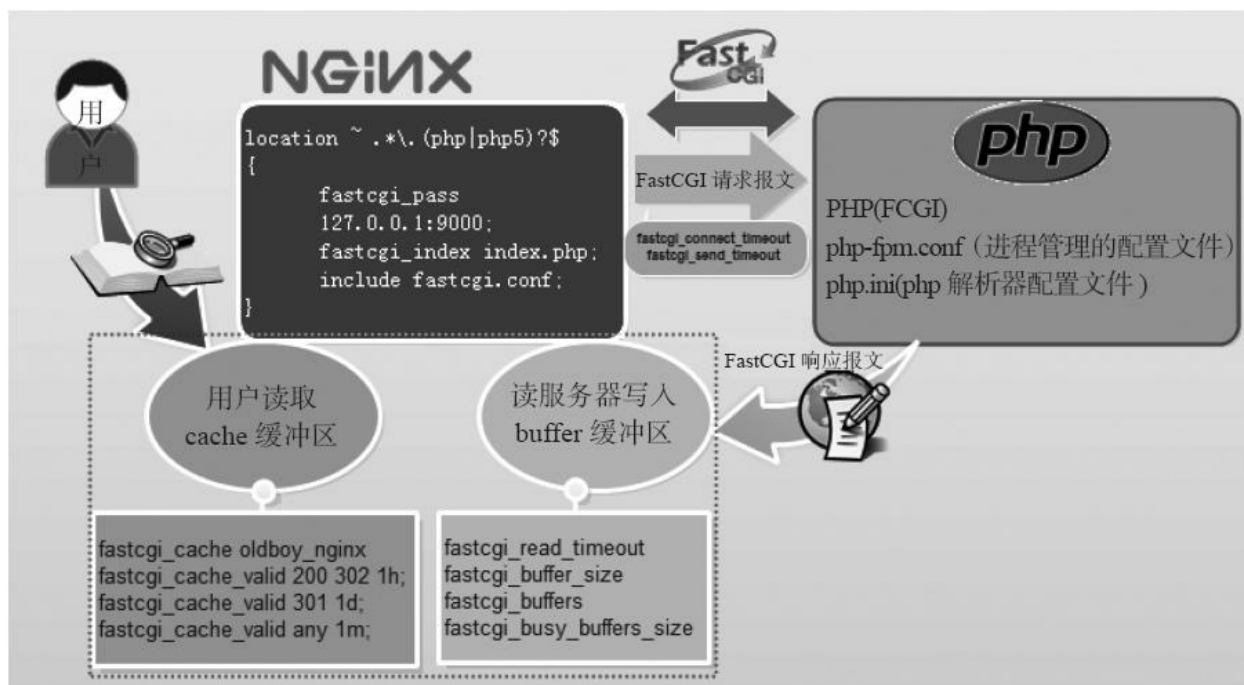 用
户
NGiNX
location ~ .*\.(php|php5)?$
{
fastcgi_pass
127.0.0.1:9000;
fastcgi_index index.php;
include fastcgi.conf;
}
Fast
CGI
FastCGI 请求报文
fastcgi_connect_timeout
fastcgi_send_timeout
php
PHP(FCGI)
php-fpm.conf（进程管理的配置文件）
php.ini(php 解析器配置文件 )
FastCGI 响应报文
用户读取
cache 缓冲区
读服务器写入
buffer 缓冲区
fastcgi_cache oldboy_nginx
fastcgi_cache_valid 200 302 1h;
fastcgi_cache_valid 301 1d;
fastcgi_cache_valid any 1m;
fastcgi_read_timeout
fastcgi_buffer_size
fastcgi_buffers
fastcgi_busy_buffers_size